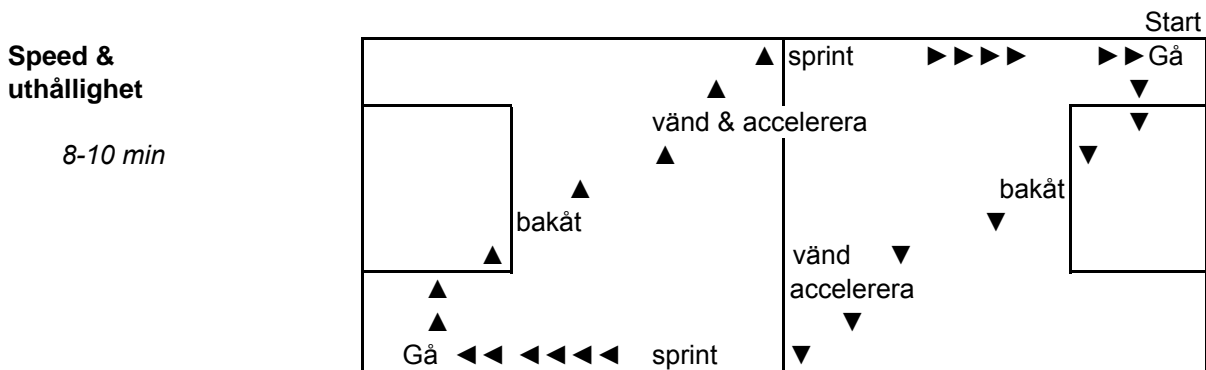 Start
Speed &
uthållighet
8-10 min
▲ sprint ►►►► ►►Gå
vänd & accelerera
bakåt
bakåt
vänd
accelerera
Gå ◄◄ ◄◄◄◄ sprint